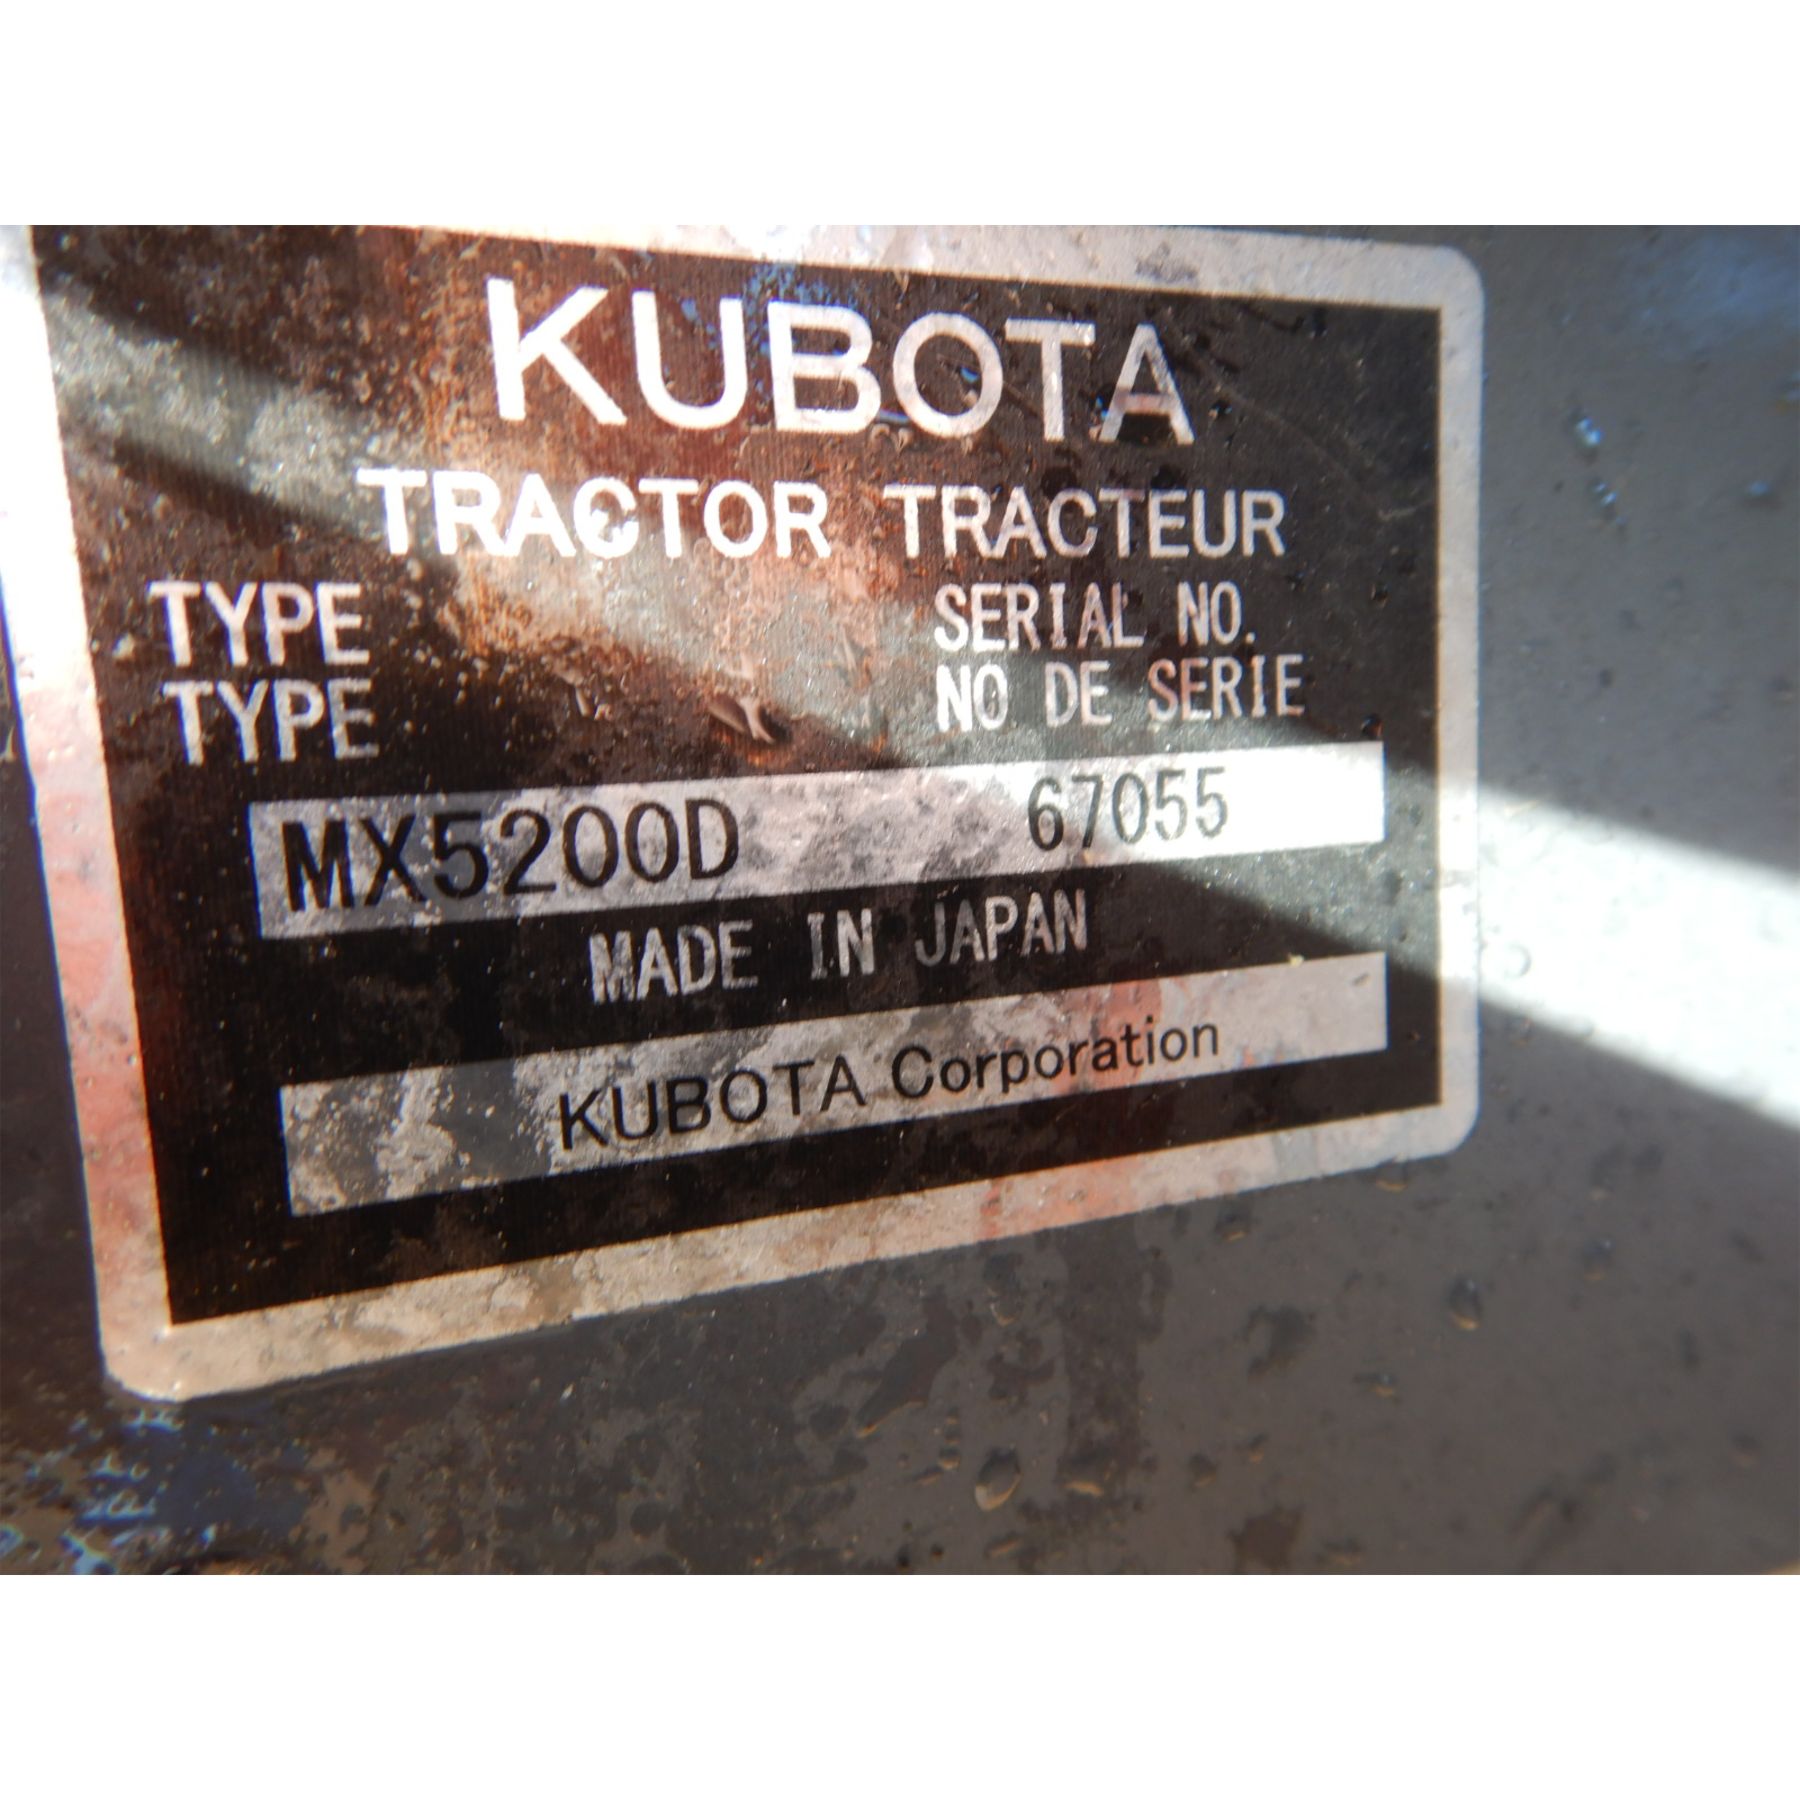 KUBOTA
TRACTOR TRACTEUR
TYPE SERIAL NO.
TYPE NO DE SERIE
MX5200D 67055
MADE IN JAPAN
KUBOTA Corporation